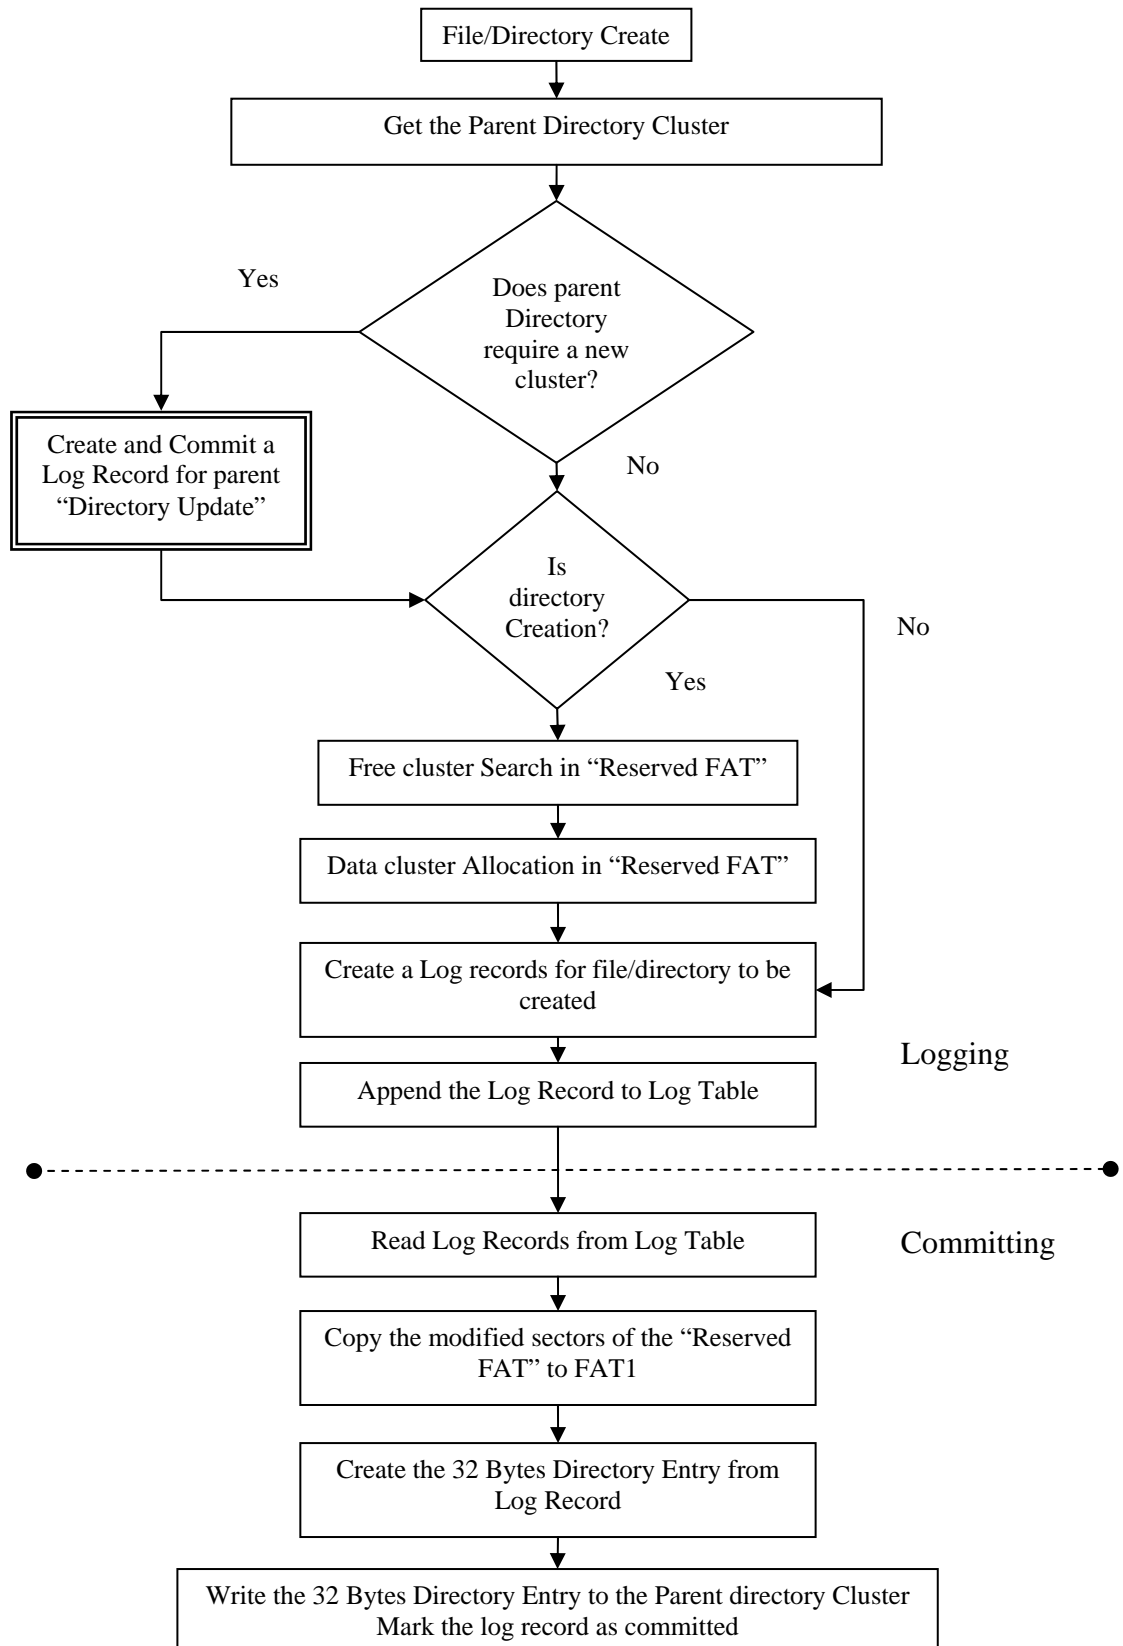 File/Directory Create
Get the Parent Directory Cluster
Does parent
Directory
require a new
cluster?
Yes
Create and Commit a
Log Record for parent
“Directory Update”
No
Is
directory
Creation?
No
Yes
Free cluster Search in “Reserved FAT”
Data cluster Allocation in “Reserved FAT”
Create a Log records for file/directory to be
created
Logging
Append the Log Record to Log Table
Read Log Records from Log Table
Committing
Copy the modified sectors of the “Reserved
FAT” to FAT1
Create the 32 Bytes Directory Entry from
Log Record
Write the 32 Bytes Directory Entry to the Parent directory Cluster
Mark the log record as committed